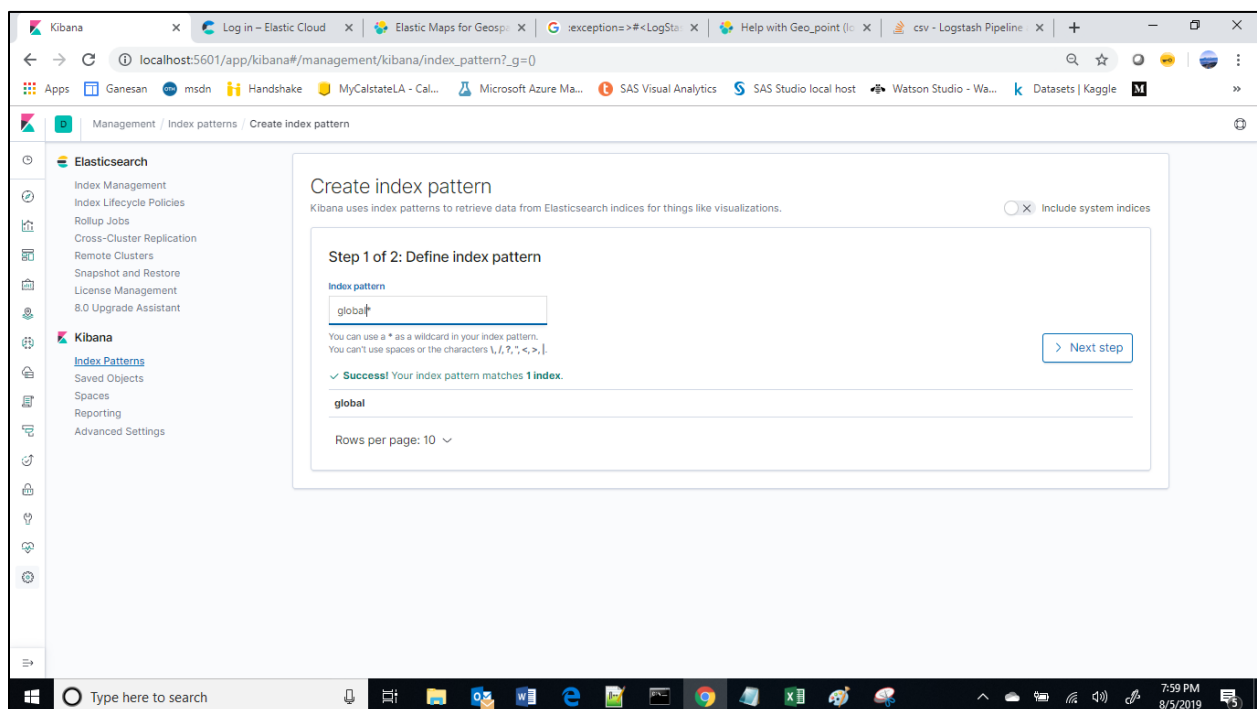 Kibana
Log in – Elastic Cloud
Elastic Maps for Geosp
:exception=>#<LogSta
Help with Geo_point (lo
csv - Logstash Pipeline
localhost:5601/app/kibana#/management/kibana/index_pattern?_g=()
Apps Ganesan msdn Handshake MyCalstateLA - Cal... Microsoft Azure Ma... SAS Visual Analytics SAS Studio local host Watson Studio - Wa... Datasets | Kaggle
D Management / Index patterns / Create index pattern
Elasticsearch
Index Management
Index Lifecycle Policies
Rollup Jobs
Cross-Cluster Replication
Remote Clusters
Snapshot and Restore
License Management
8.0 Upgrade Assistant
Kibana
Index Patterns
Saved Objects
Spaces
Reporting
Advanced Settings
Create index pattern
Kibana uses index patterns to retrieve data from Elasticsearch indices for things like visualizations.
Include system indices
Step 1 of 2: Define index pattern
Index pattern
global*
You can use a * as a wildcard in your index pattern.
You can't use spaces or the characters \, /, ?, ", <, >, |.
Next step
✓ Success! Your index pattern matches 1 index.
global
Rows per page: 10
Type here to search
7:59 PM
8/5/2019